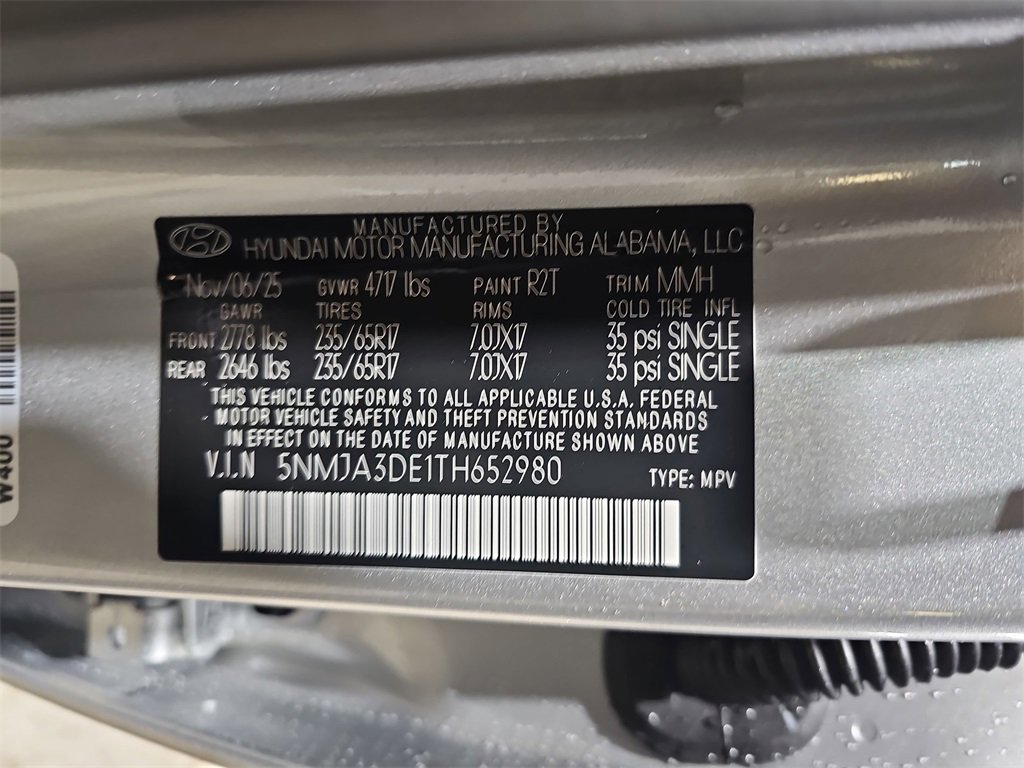 MANUFACTURED BY
HYUNDAI MOTOR MANUFACTURING ALABAMA, LLC
Nov/06/25 GVWR 4717 lbs PAINT R2T TRIM MMH
GAWR TIRES RIMS COLD TIRE INFL
FRONT 2778 lbs 235/65R17 7.0JX17 35 psi SINGLE
REAR 2646 lbs 235/65R17 7.0JX17 35 psi SINGLE
THIS VEHICLE CONFORMS TO ALL APPLICABLE U.S.A. FEDERAL
MOTOR VEHICLE SAFETY AND THEFT PREVENTION STANDARDS
IN EFFECT ON THE DATE OF MANUFACTURE SHOWN ABOVE
V.I.N 5NMJA3DE1TH652980 TYPE: MPV
W400